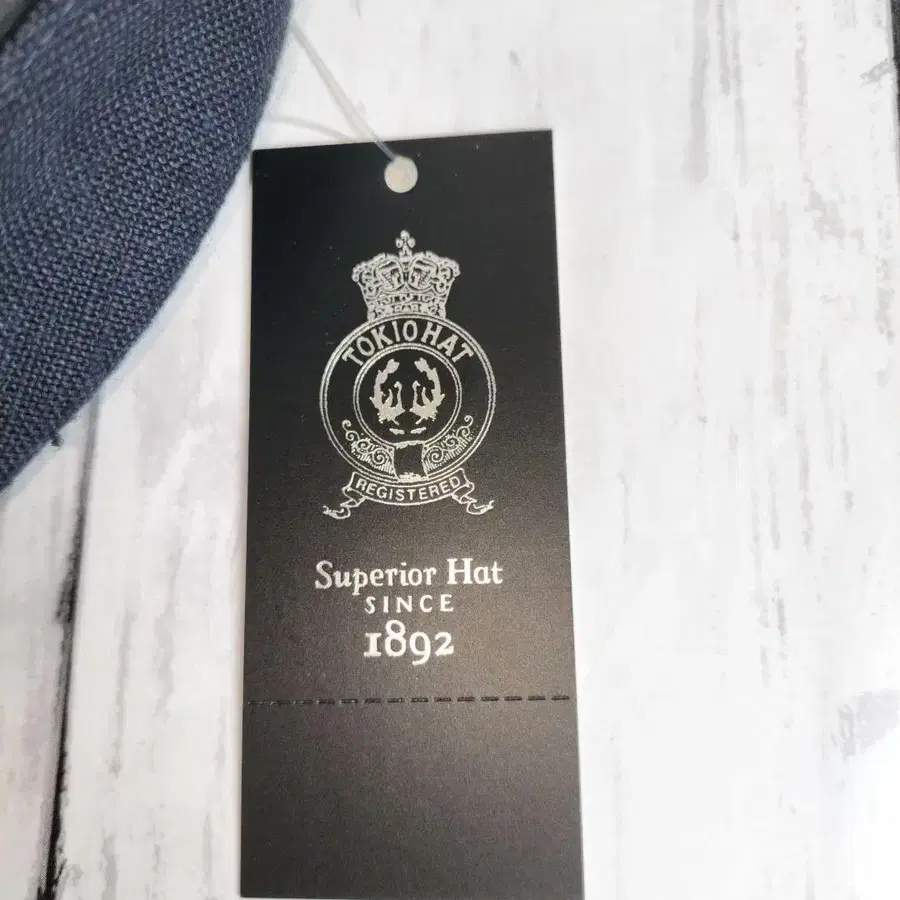 TOKIO HAT
REGISTERED
Superior Hat
SINCE
1892